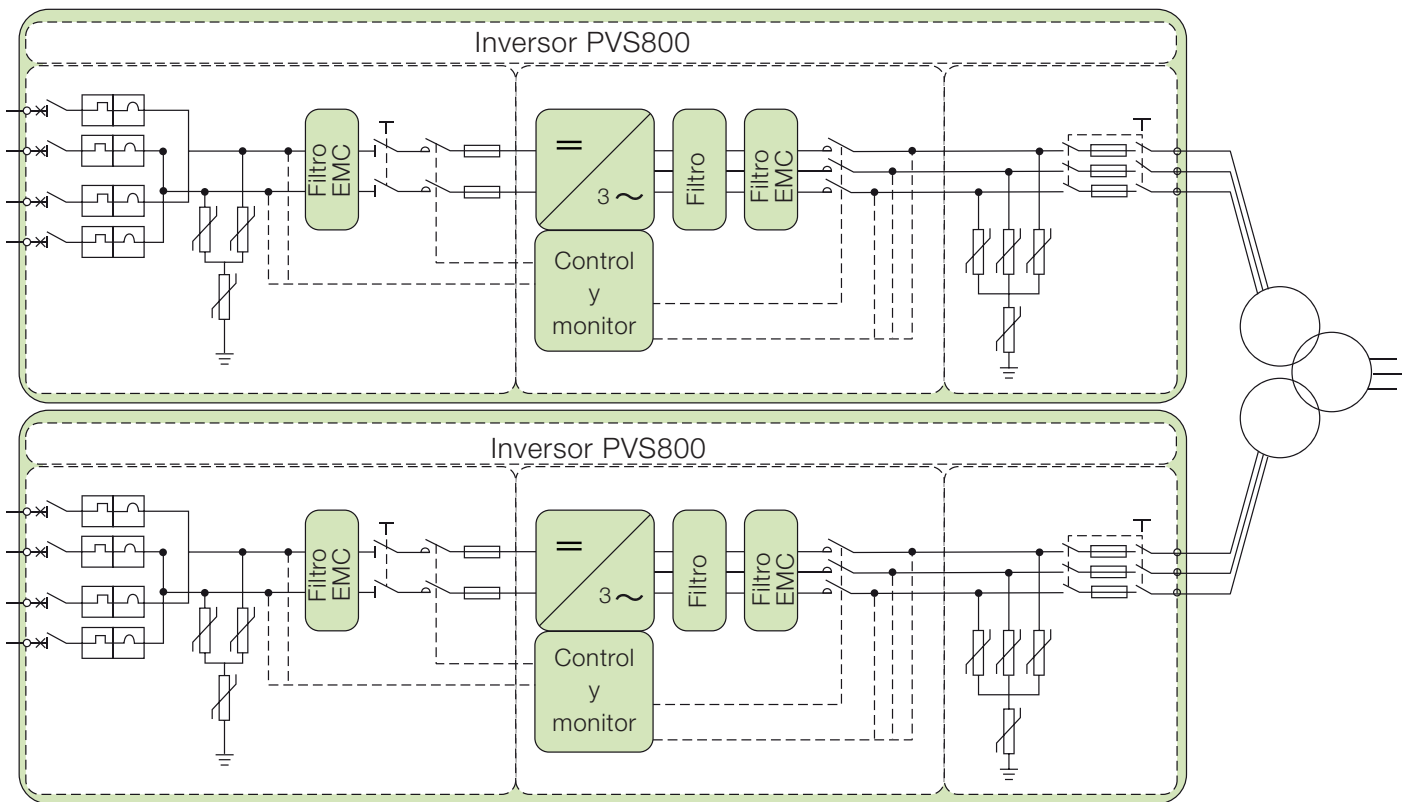 Inversor PVS800
Filtro
EMC
3
Filtro
Filtro
EMC
Control
y
monitor
Inversor PVS800
Filtro
EMC
3
Filtro
Filtro
EMC
Control
y
monitor